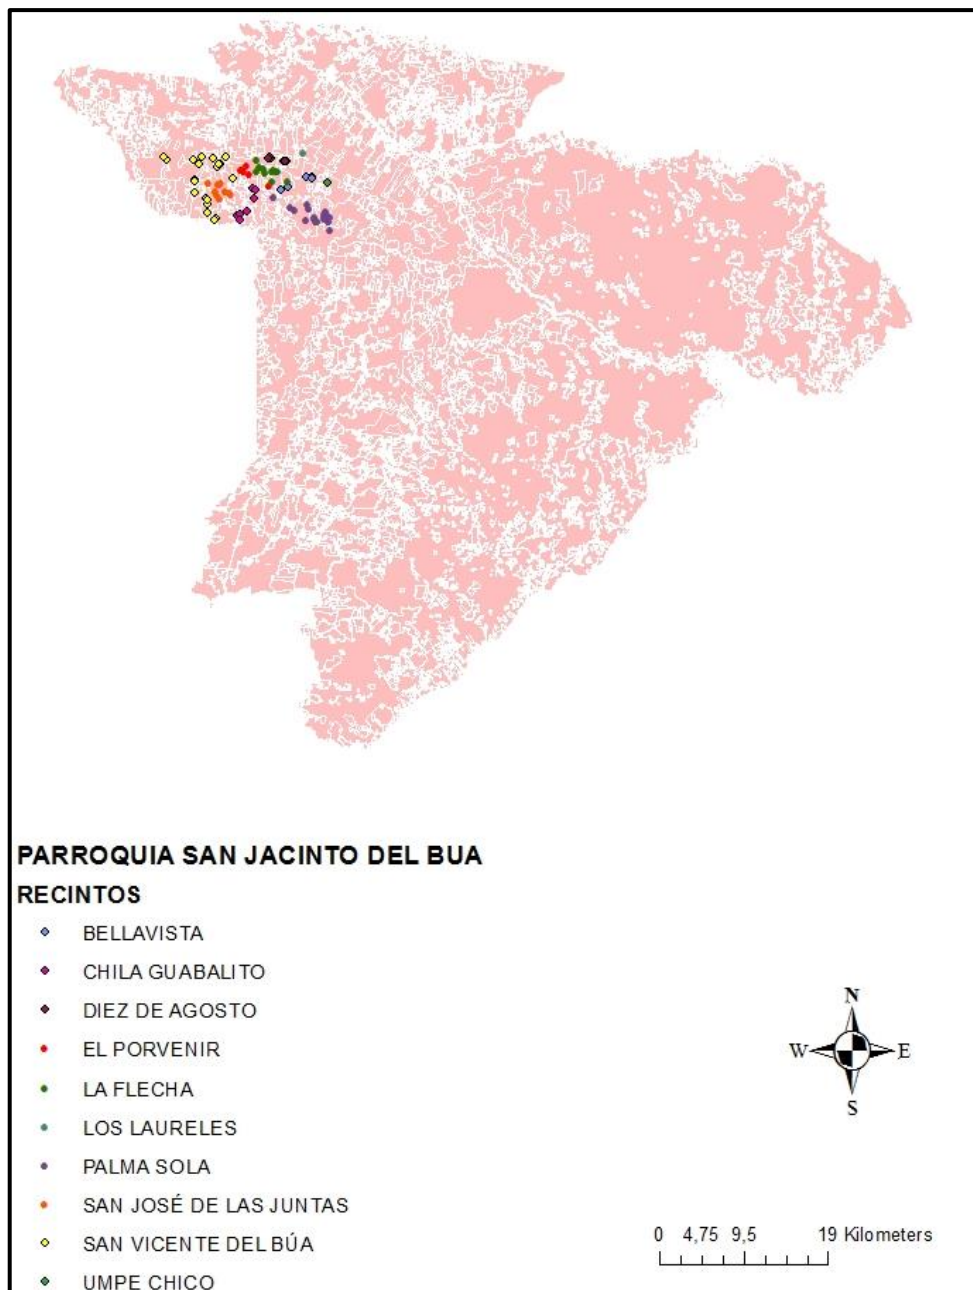 PARROQUIA SAN JACINTO DEL BUA
RECINTOS
BELLAVISTA
CHILA GUABALITO
DIEZ DE AGOSTO
EL PORVENIR
LA FLECHA
LOS LAURELES
PALMA SOLA
SAN JOSÉ DE LAS JUNTAS
SAN VICENTE DEL BÚA
UMPE CHICO
N
W E
S
0 4,75 9,5 19 Kilometers